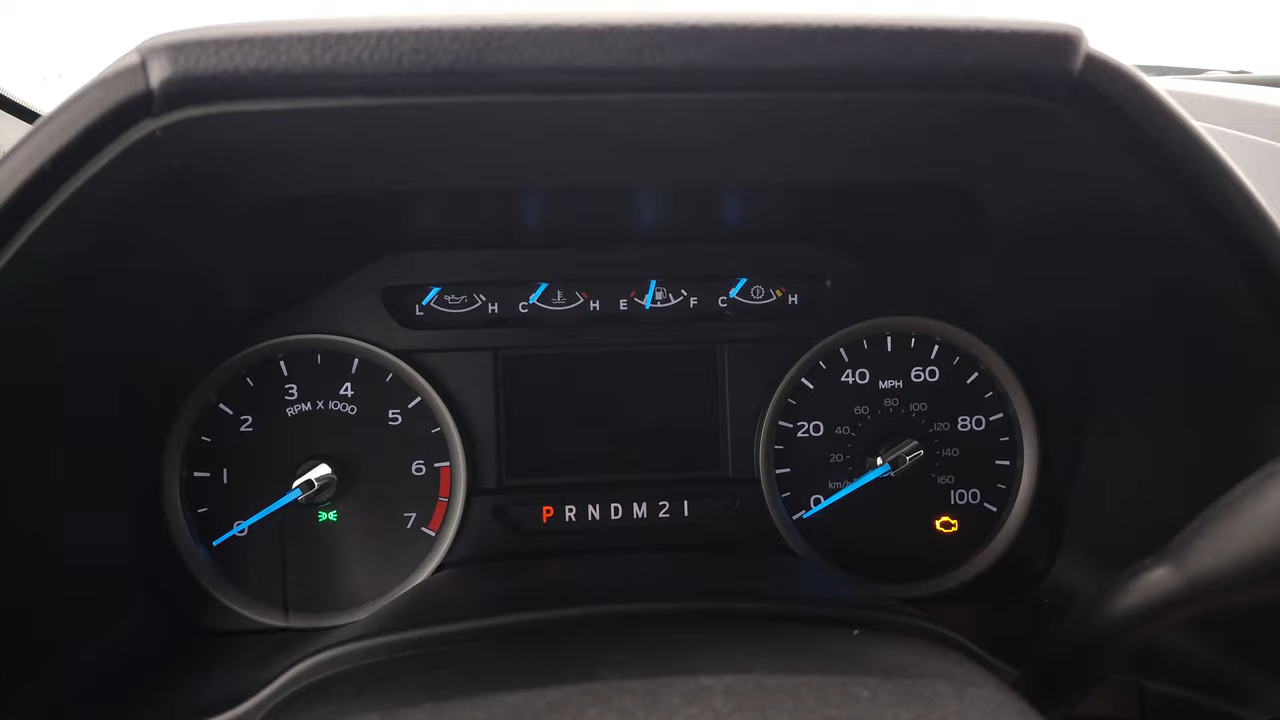 L H C H E F C H
3 4
RPM X 1000
2 5
1 6
0 7
40 MPH 60
60 80 100
20 40 120 80
20 140
km/h 160
0 100
P R N D M 2 1